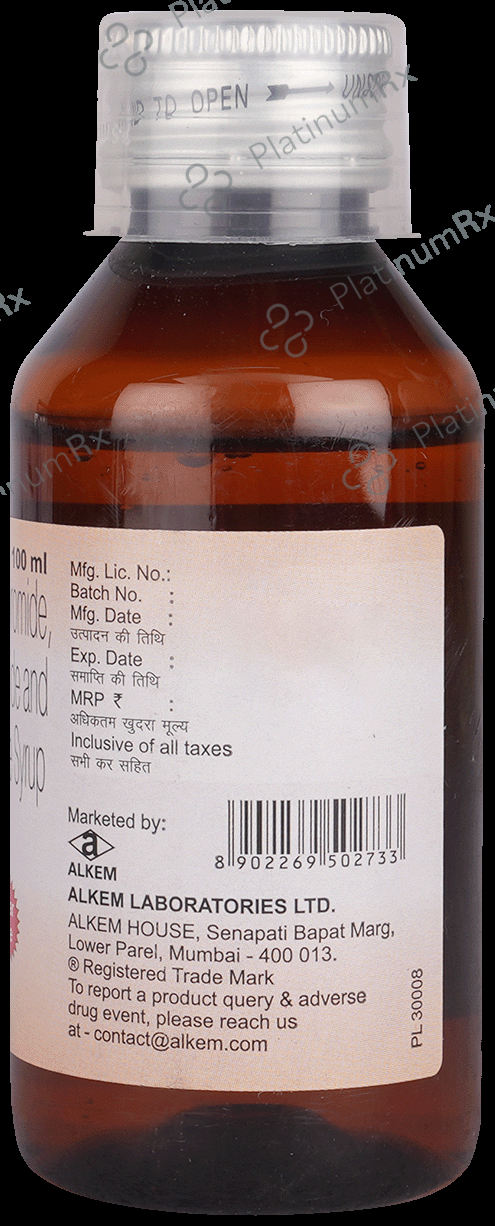 TO OPEN
PlatinumRx
PlatinumRx
PlatinumRx
100 ml
omide,
de and
Syrup
Mfg. Lic. No.:
Batch No. :
Mfg. Date :
उत्पादन की तिथि
Exp. Date :
समाप्ति की तिथि
MRP ₹ :
अधिकतम खुदरा मूल्य
Inclusive of all taxes
सभी कर सहित
Marketed by:
a
ALKEM
8 902269 502733
ALKEM LABORATORIES LTD.
ALKEM HOUSE, Senapati Bapat Marg,
Lower Parel, Mumbai - 400 013.
® Registered Trade Mark
To report a product query & adverse
drug event, please reach us
at - contact@alkem.com
PL 30008